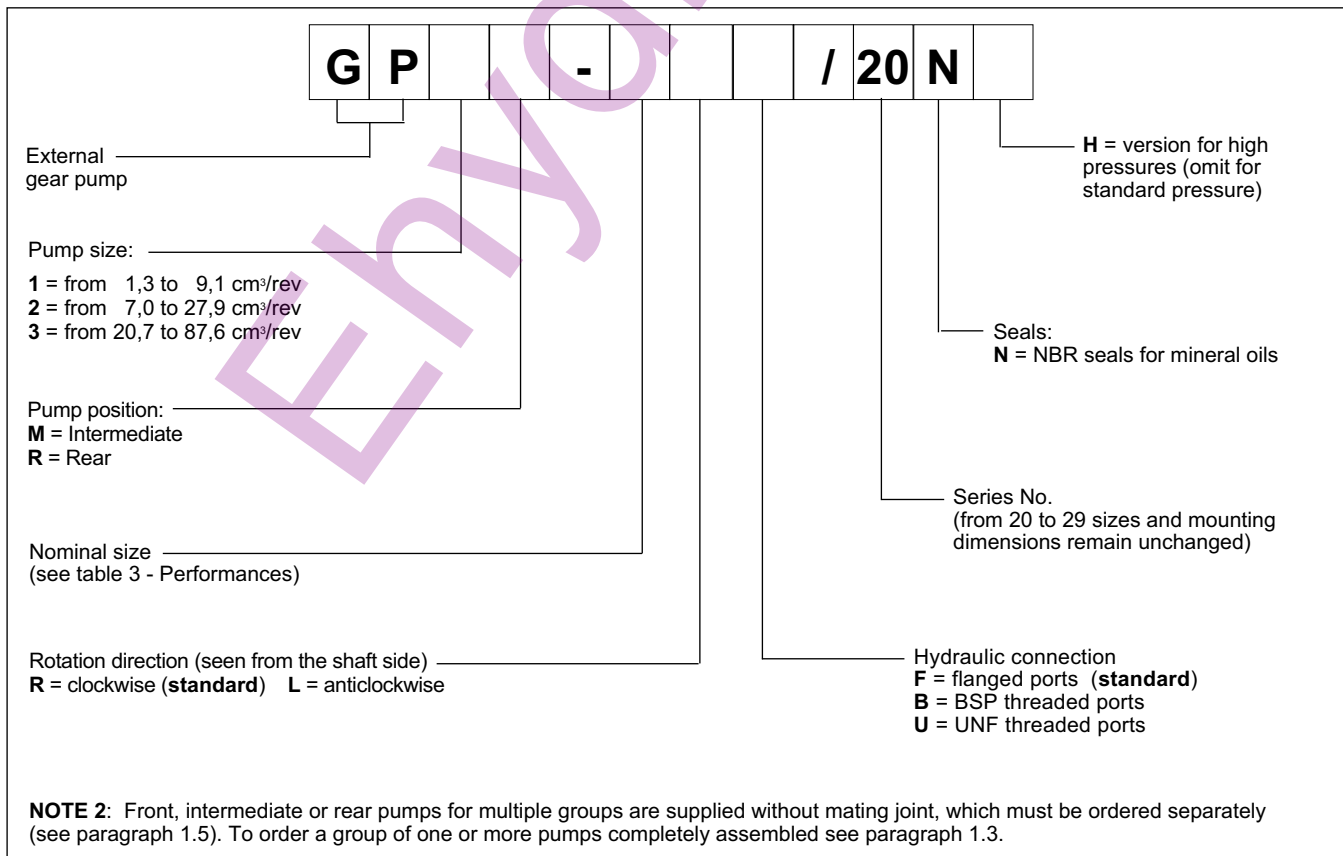 G P - / 20 N
External
gear pump
H = version for high
pressures (omit for
standard pressure)
Pump size:
1 = from 1,3 to 9,1 cm³/rev
2 = from 7,0 to 27,9 cm³/rev
3 = from 20,7 to 87,6 cm³/rev
Seals:
N = NBR seals for mineral oils
Pump position:
M = Intermediate
R = Rear
Series No.
(from 20 to 29 sizes and mounting
dimensions remain unchanged)
Nominal size
(see table 3 - Performances)
Rotation direction (seen from the shaft side)
R = clockwise (standard) L = anticlockwise
Hydraulic connection
F = flanged ports (standard)
B = BSP threaded ports
U = UNF threaded ports
NOTE 2: Front, intermediate or rear pumps for multiple groups are supplied without mating joint, which must be ordered separately
(see paragraph 1.5). To order a group of one or more pumps completely assembled see paragraph 1.3.